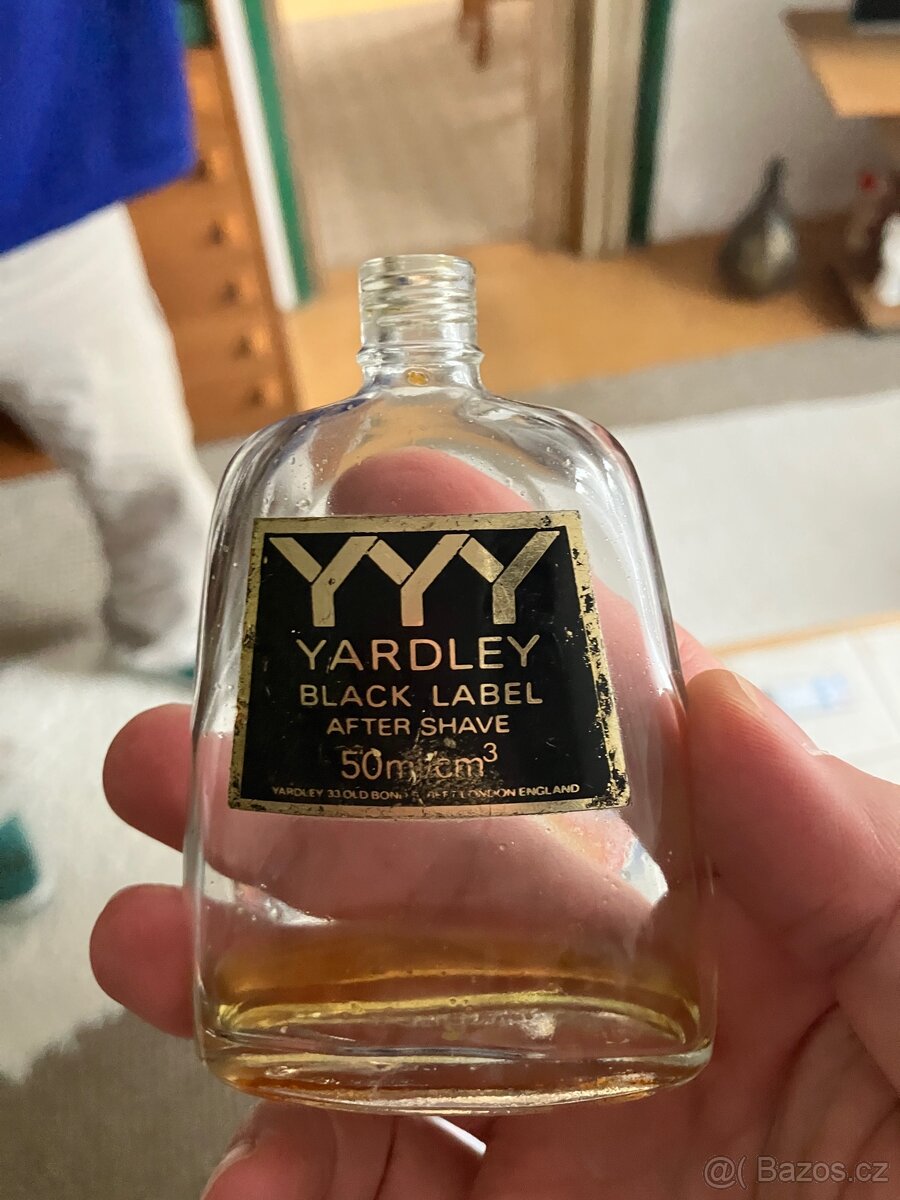 YYY
YARDLEY
BLACK LABEL
AFTER SHAVE
50ml/cm³
YARDLEY 33 OLD BOND STREET LONDON ENGLAND
@( Bazos.cz